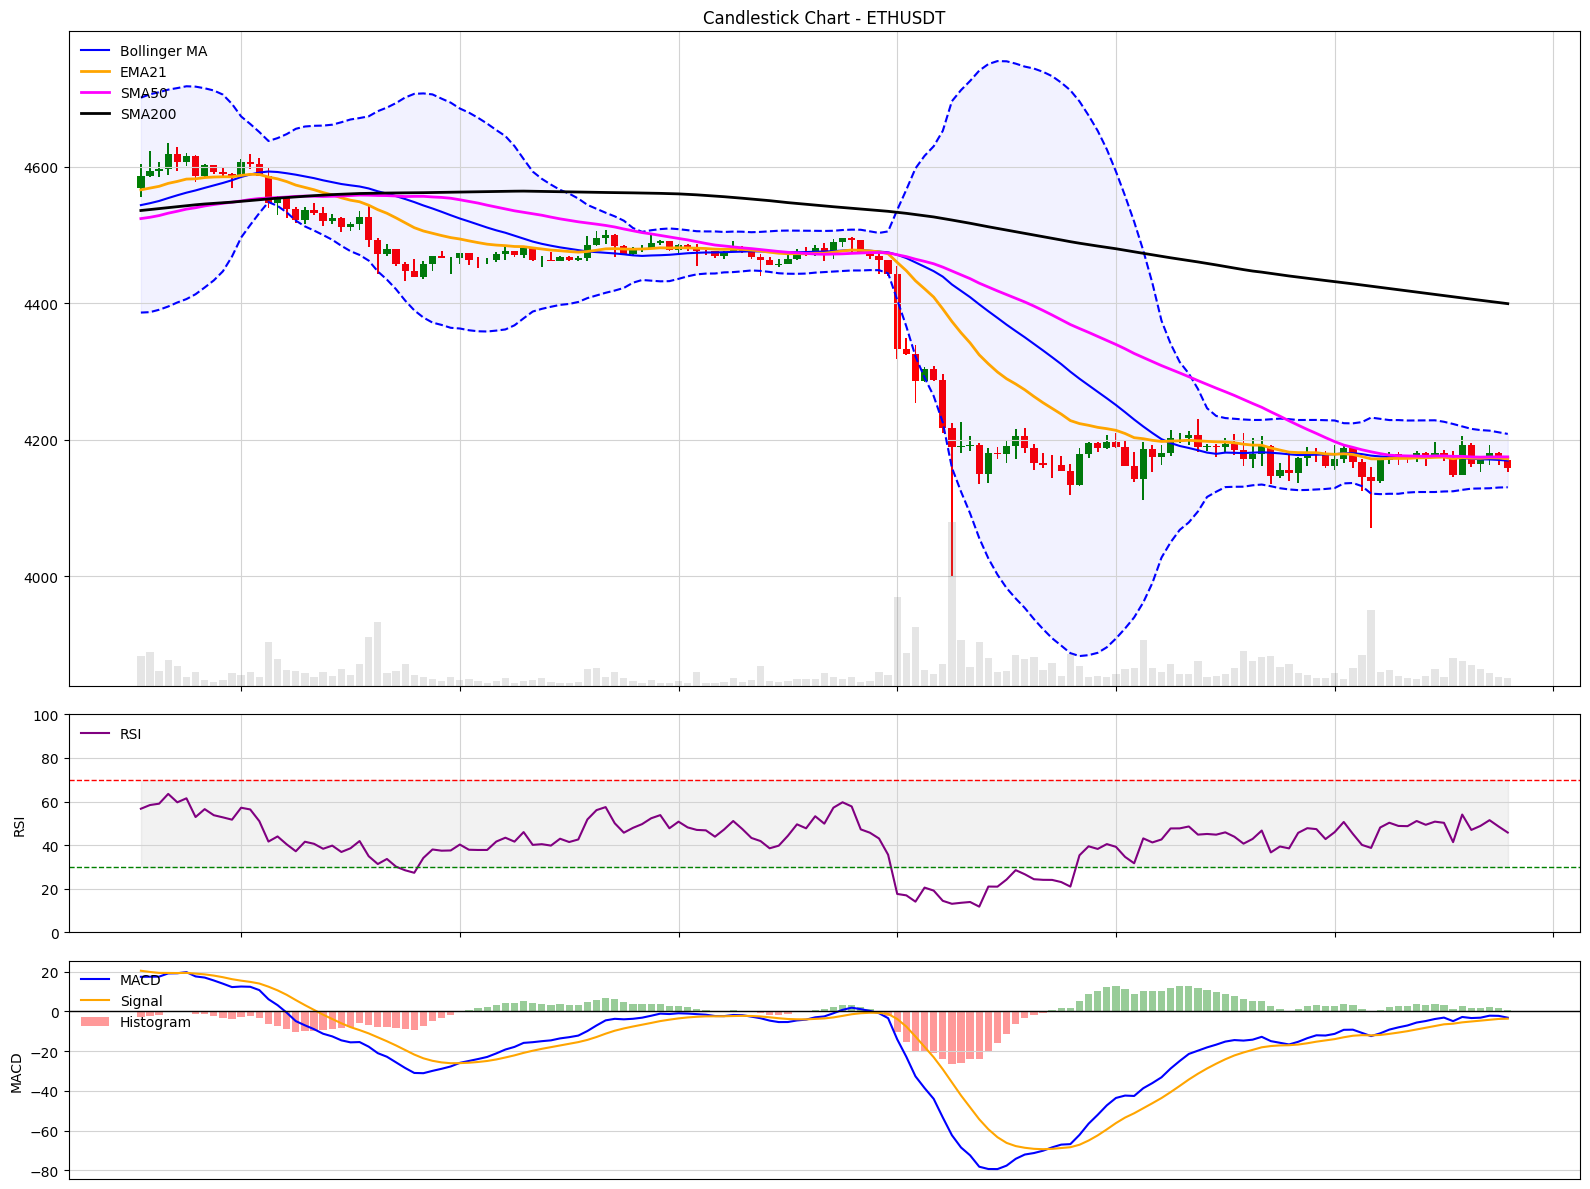 Candlestick Chart - ETHUSDT
Bollinger MA
EMA21
SMA50
SMA200
4600
4400
4200
4000
100
80
60
40
20
0
RSI
RSI
20
0
−20
−40
−60
−80
MACD
MACD
Signal
Histogram